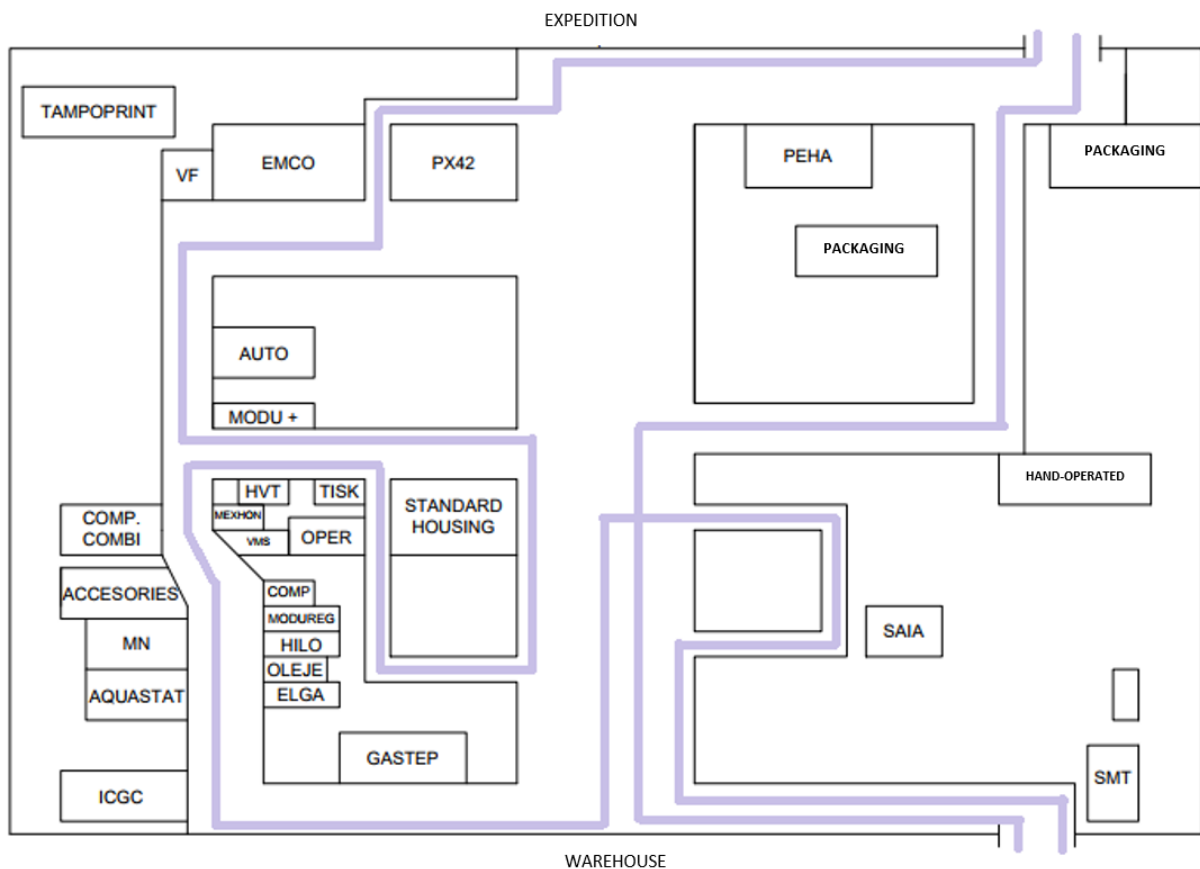 EXPEDITION
TAMPOPRINT
VF
EMCO
PX42
PEHA
PACKAGING
PACKAGING
AUTO
MODU +
HVT
TISK
MEXHON
VMS
OPER
STANDARD
HOUSING
HAND-OPERATED
COMP.
COMBI
ACCESORIES
COMP
MODUREG
HILO
OLEJE
ELGA
MN
AQUASTAT
SAIA
GASTEP
ICGC
SMT
WAREHOUSE